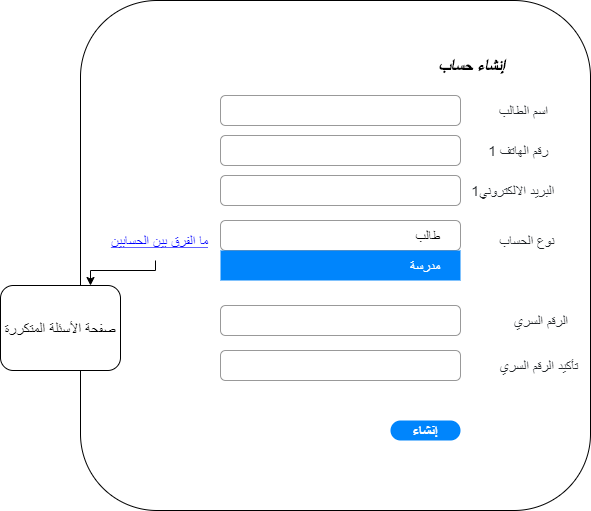 إنشاء حساب
اسم الطالب
رقم الهاتف 1
البريد الالكتروني1
نوع الحساب
طالب
ما الفرق بين الحسابين
مدرسة
صفحة الأسئلة المتكررة
الرقم السري
تأكيد الرقم السري
إنشاء